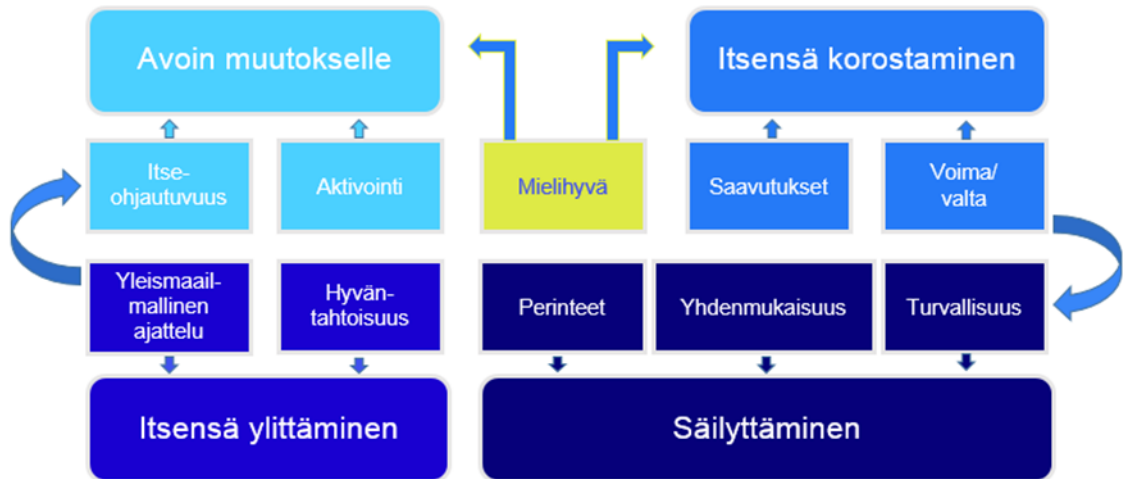 Avoin muutokselle
Itsensä korostaminen
Itse-
ohjautuvuus
Aktivointi
Mielihyvä
Saavutukset
Voima/
valta
Yleismaail-
mallinen
ajattelu
Hyvän-
tahtoisuus
Perinteet
Yhdenmukaisuus
Turvallisuus
Itsensä ylittäminen
Säilyttäminen